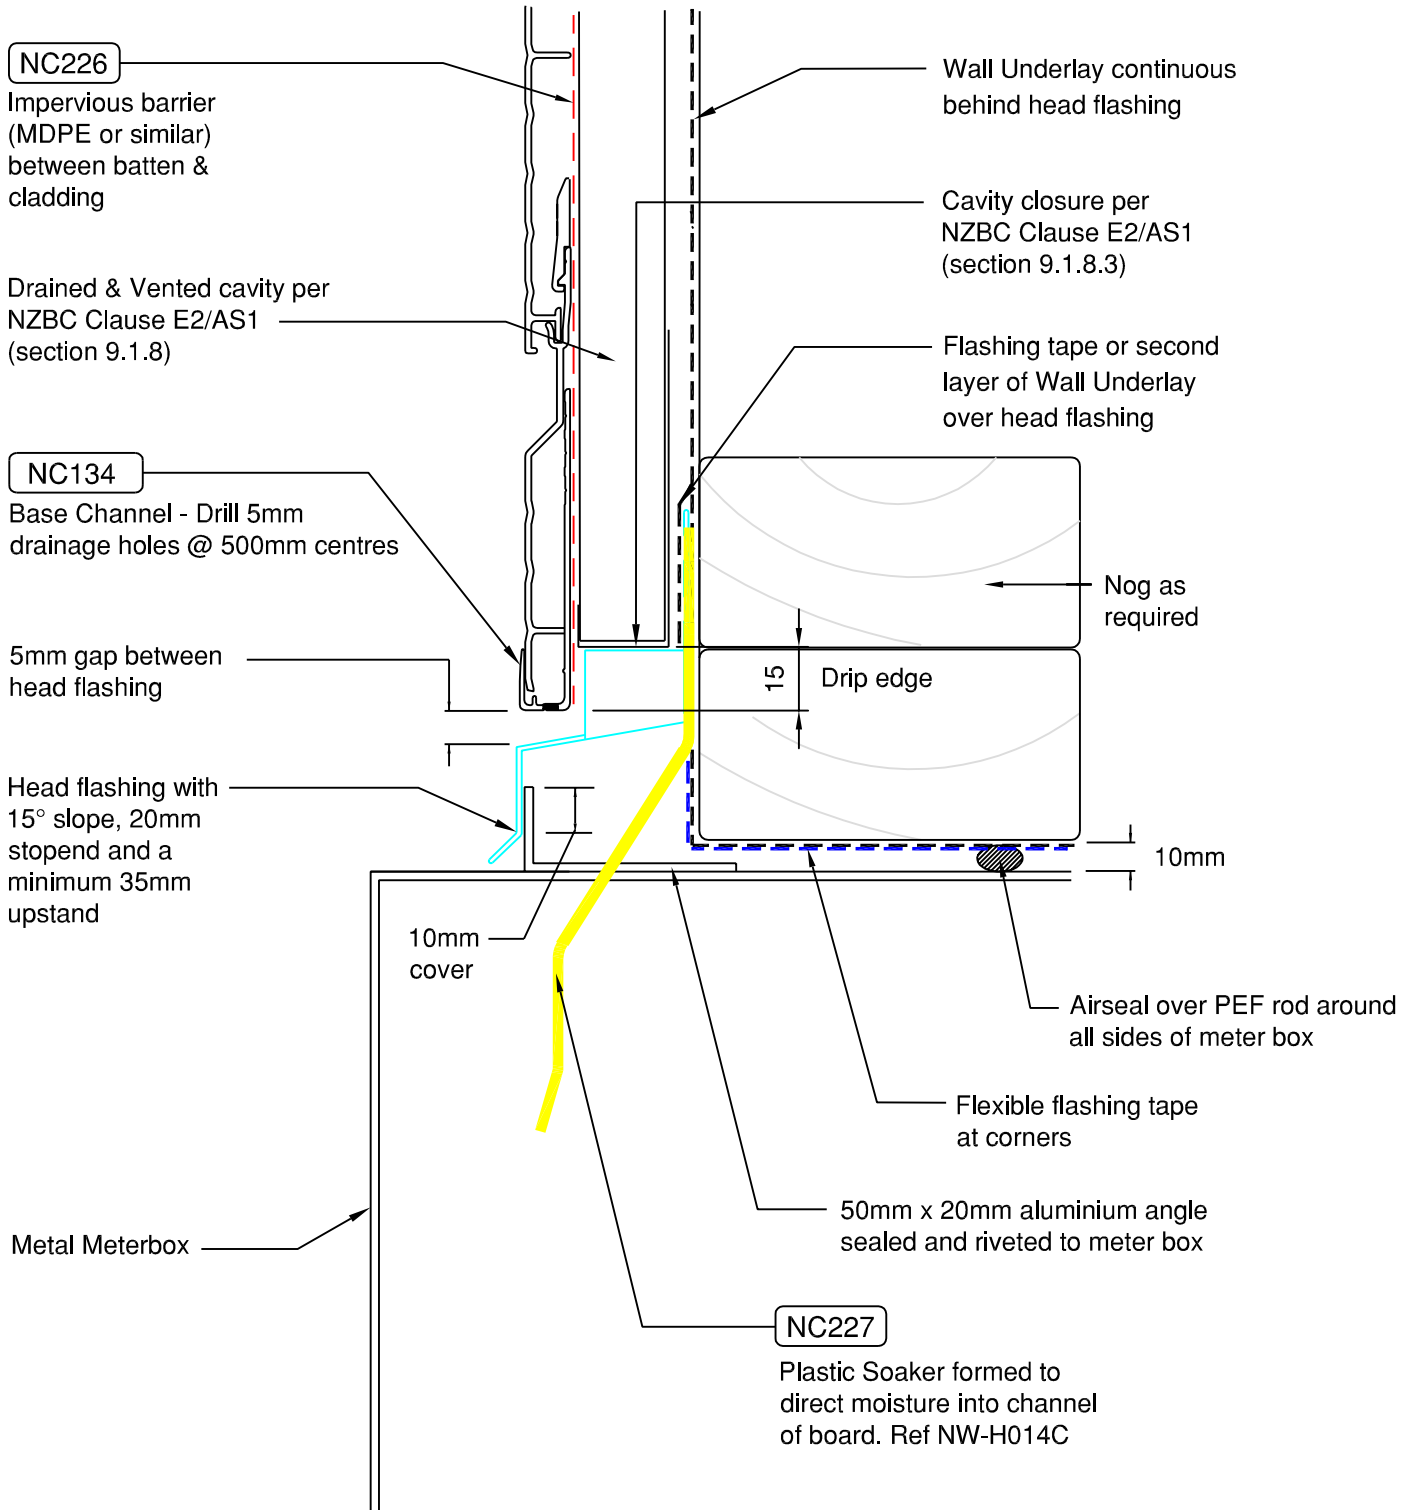 NC226
Impervious barrier
(MDPE or similar)
between batten &
cladding
Drained & Vented cavity per
NZBC Clause E2/AS1
(section 9.1.8)
NC134
Base Channel - Drill 5mm
drainage holes @ 500mm centres
5mm gap between
head flashing
Head flashing with
15° slope, 20mm
stopend and a
minimum 35mm
upstand
10mm
cover
Metal Meterbox
Wall Underlay continuous
behind head flashing
Cavity closure per
NZBC Clause E2/AS1
(section 9.1.8.3)
Flashing tape or second
layer of Wall Underlay
over head flashing
Nog as
required
15
Drip edge
10mm
Airseal over PEF rod around
all sides of meter box
Flexible flashing tape
at corners
50mm x 20mm aluminium angle
sealed and riveted to meter box
NC227
Plastic Soaker formed to
direct moisture into channel
of board. Ref NW-H014C